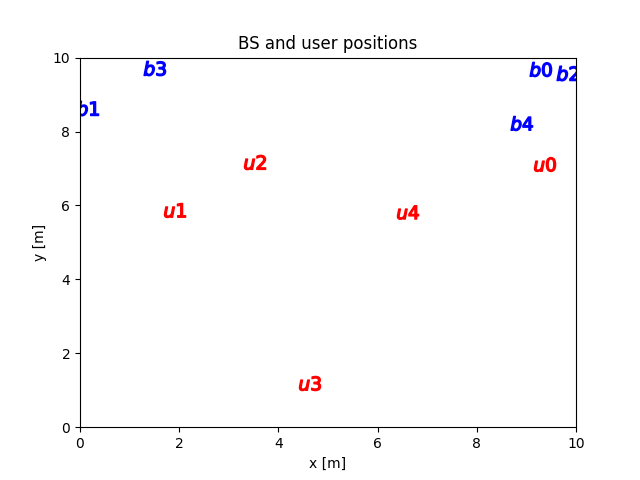 BS and user positions
10
b3
b0
b2
b1
8
b4
u2
u0
u1
6
u4
y [m]
4
2
u3
0
0 2 4 6 8 10
x [m]